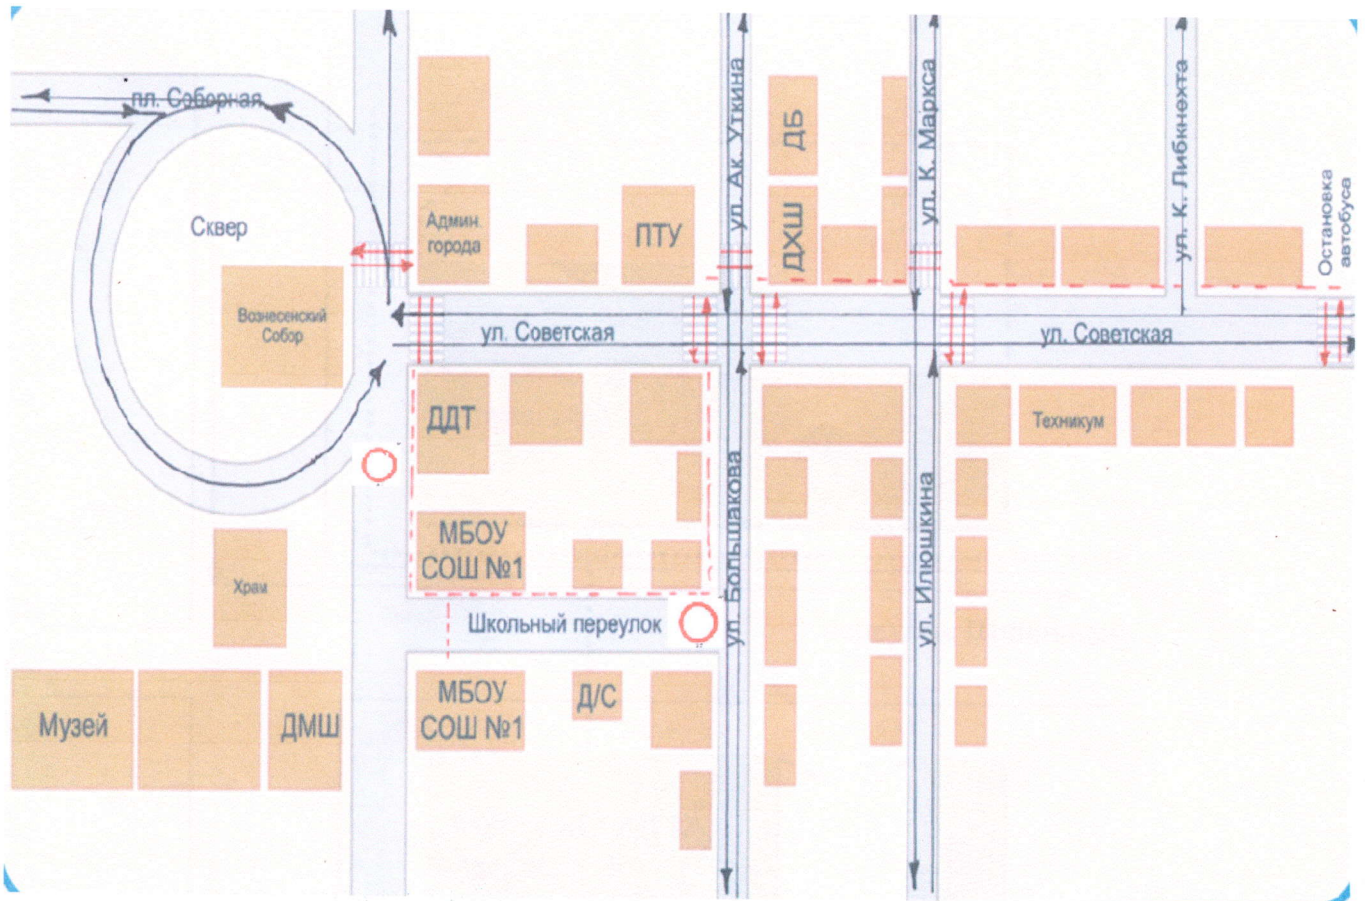 пл. Соборная
ул. Ак. Уткина
ДБ
ул. К. Маркса
ул. К. Либкнехта
Остановка
автобуса
Сквер
Админ.
города
ПТУ
ДХШ
Вознесенский
Собор
ул. Советская
ул. Советская
ДДТ
Техникум
МБОУ
СОШ №1
ул. Большакова
ул. Илюшкина
Храм
Школьный переулок
Музей
ДМШ
МБОУ
СОШ №1
Д/С